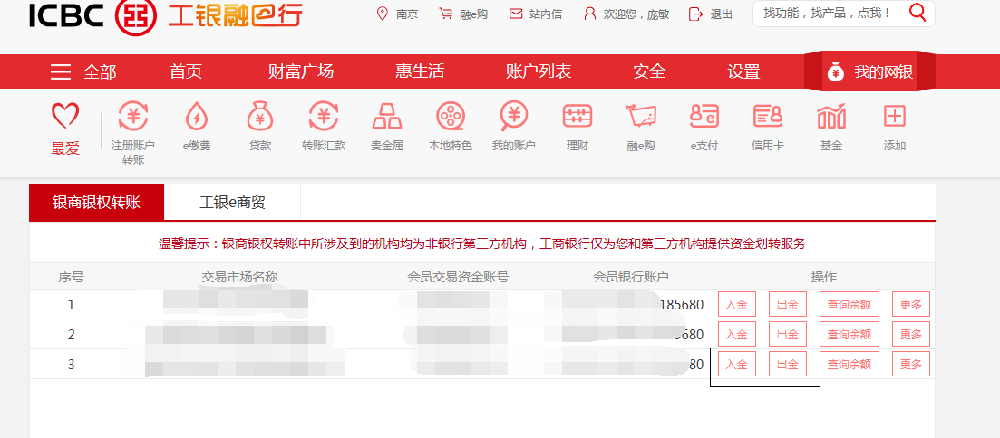 ICBC 工银融e行
南京 融e购 站内信 欢迎您，庞敏 退出 找功能，找产品，点我！
全部 首页 财富广场 惠生活 账户列表 安全 设置 我的网银
最爱 注册账户 e缴费 贷款 转账汇款 贵金属 本地特色 我的账户 理财 融e购 e支付 信用卡 基金 添加
转账
银商银权转账 工银e商贸
温馨提示：银商银权转账中所涉及到的机构均为非银行第三方机构，工商银行仅为您和第三方机构提供资金划转服务
序号 交易市场名称 会员交易资金账号 会员银行账户 操作
1 185680 入金 出金 查询余额 更多
2 680 入金 出金 查询余额 更多
3 80 入金 出金 查询余额 更多